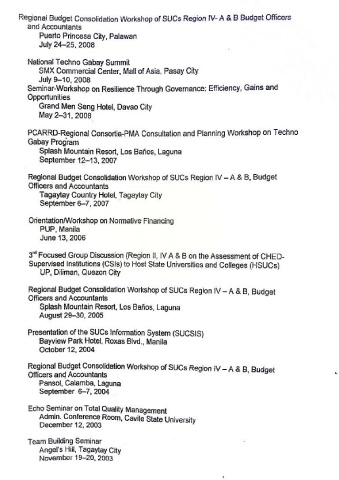 Regional Budget Consolidation Workshop of SUCs Region IV- A & B Budget Officers
and Accountants
Puerto Princesa City, Palawan
July 24-25, 2008
National Techno Gabay Summit
SMX Commercial Center, Mall of Asia, Pasay City
July 9-10, 2008
Seminar-Workshop on Resilience Through Governance: Efficiency, Gains and
Opportunities
Grand Men Seng Hotel, Davao City
May 2-31, 2008
PCARRD-Regional Consortia-PMA Consultation and Planning Workshop on Techno
Gabay Program
Splash Mountain Resort, Los Baños, Laguna
September 12-13, 2007
Regional Budget Consolidation Workshop of SUCs Region IV – A & B, Budget
Officers and Accountants
Tagaytay Country Hotel, Tagaytay City
September 6-7, 2007
Orientation/Workshop on Normative Financing
PUP, Manila
June 13, 2006
3rd Focused Group Discussion (Region II, IV A & B on the Assessment of CHED-
Supervised Institutions (CSIs) to Host State Universities and Colleges (HSUCs)
UP, Diliman, Quezon City
Regional Budget Consolidation Workshop of SUCs Region IV – A & B, Budget
Officers and Accountants
Splash Mountain Resort, Los Baños, Laguna
August 29-30, 2005
Presentation of the SUCs Information System (SUCSIS)
Bayview Park Hotel, Roxas Blvd., Manila
October 12, 2004
Regional Budget Consolidation Workshop of SUCs Region IV – A & B, Budget
Officers and Accountants
Pansol, Calamba, Laguna
September 6-7, 2004
Echo Seminar on Total Quality Management
Admin. Conference Room, Cavite State University
December 12, 2003
Team Building Seminar
Angel's Hill, Tagaytay City
November 19-20, 2003